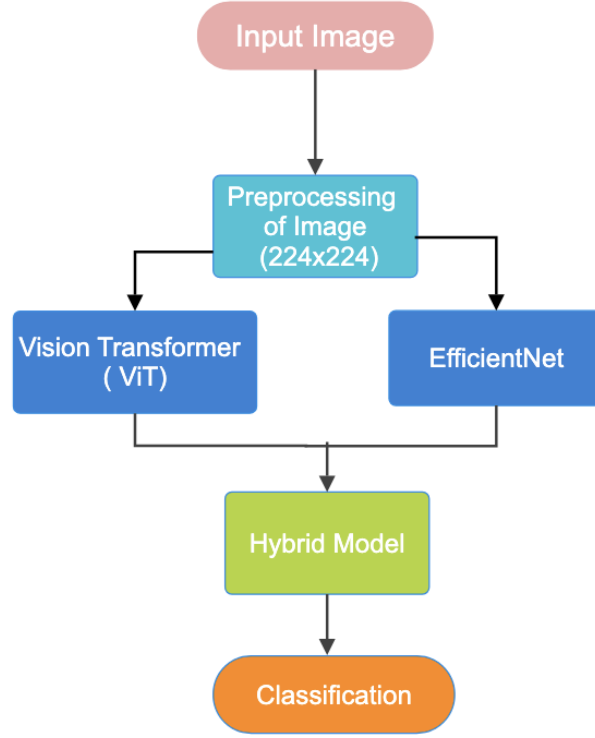 Input Image
Preprocessing
of Image
(224x224)
Vision Transformer
( ViT)
EfficientNet
Hybrid Model
Classification